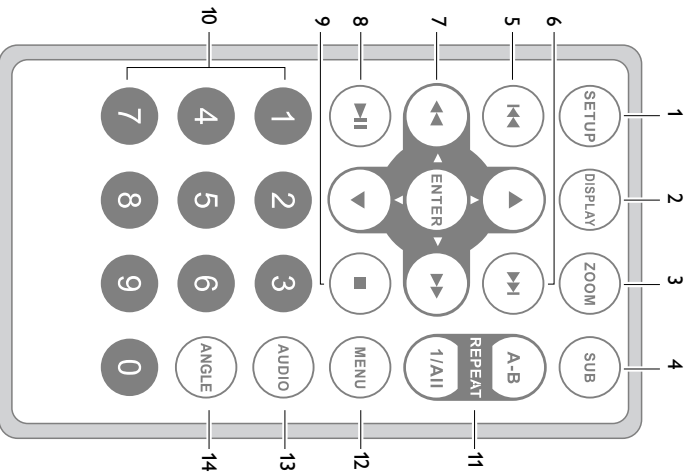 1 2 3 4
SETUP DISPLAY ZOOM SUB
6
5 A-B
REPEAT 11
7 ENTER 1/All
8 MENU 12
9
1 2 3 AUDIO 13
10 4 5 6 ANGLE 14
7 8 9 0